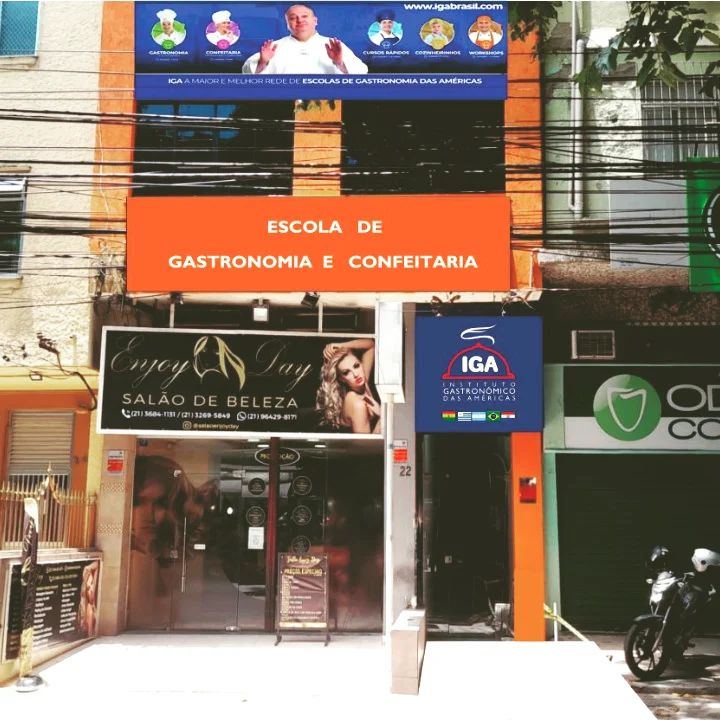 www.igabrasil.com
GASTRONOMIA
CONFEITARIA
CURSOS RÁPIDOS
COZINHEIRINHOS
WORKSHOPS
IGA A MAIOR E MELHOR REDE DE ESCOLAS DE GASTRONOMIA DAS AMÉRICAS
ESCOLA DE
GASTRONOMIA E CONFEITARIA
Enjoy Day
SALÃO DE BELEZA
(21) 3684-1131 / (21) 3269-5849 (21) 96429-8171
@salaoenjoyday
IGA
INSTITUTO
GASTRONÔMICO
DAS AMÉRICAS
22
PROMOÇÃO
OD
CO